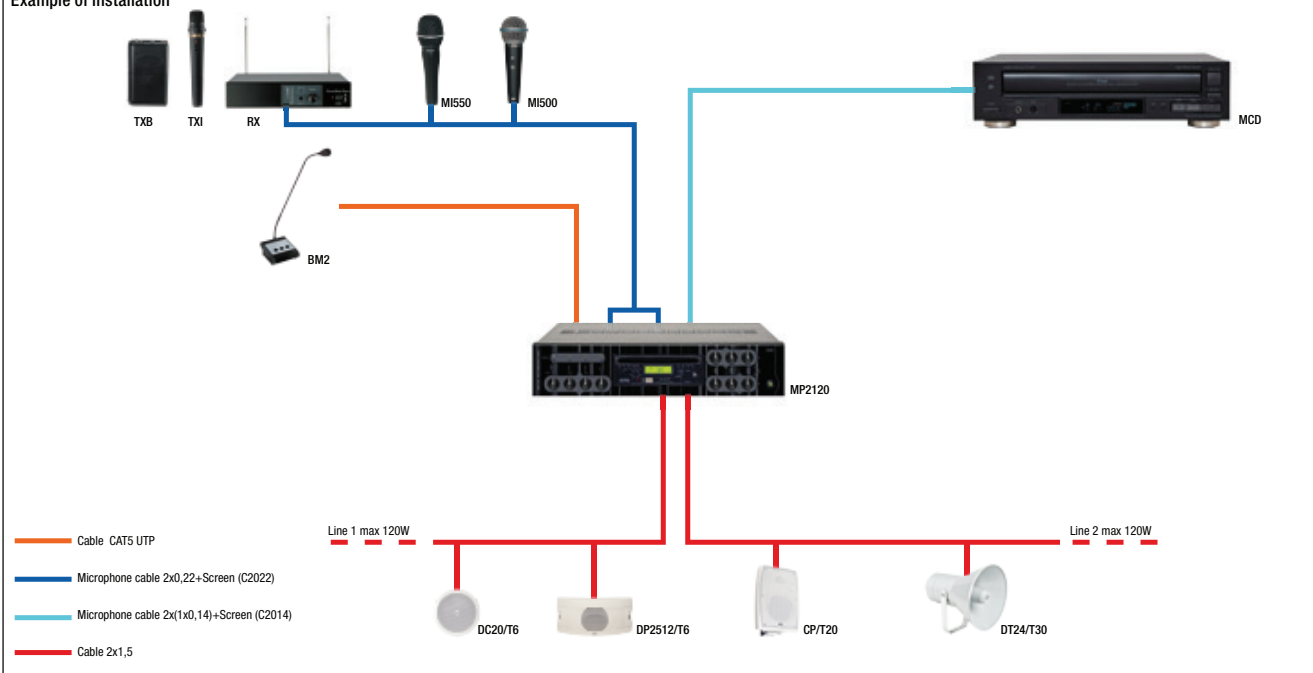 Example of installation
TXB
TXI
RX
MI550
MI500
MCD
BM2
MP2120
Line 1 max 120W
Line 2 max 120W
Cable CAT5 UTP
Microphone cable 2x0,22+Screen (C2022)
Microphone cable 2x(1x0,14)+Screen (C2014)
Cable 2x1,5
DC20/T6
DP2512/T6
CP/T20
DT24/T30